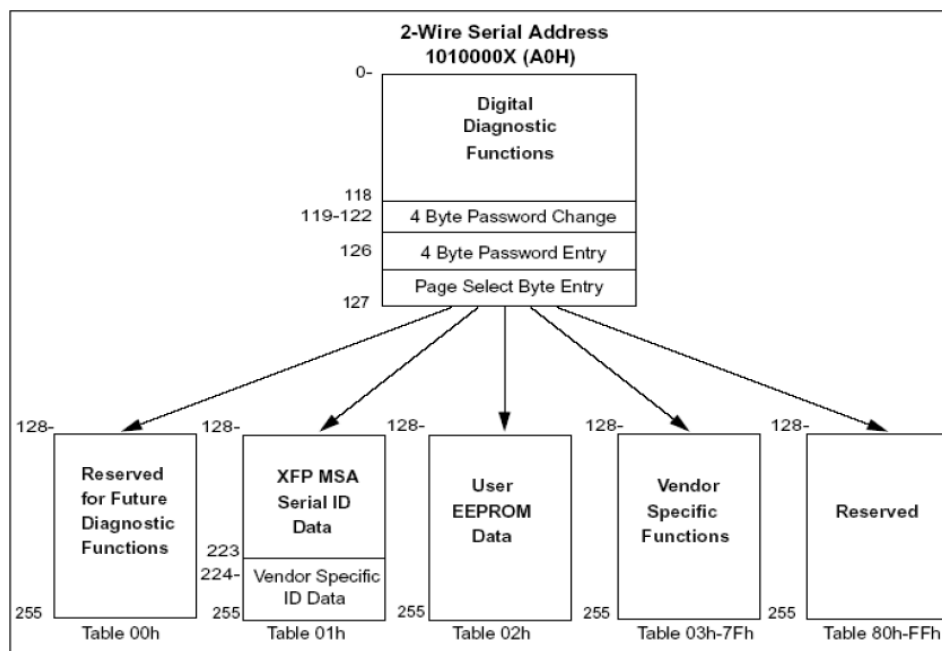 2-Wire Serial Address
1010000X (A0H)
0-
Digital
Diagnostic
Functions
118
119-122
4 Byte Password Change
126
4 Byte Password Entry
Page Select Byte Entry
127
128-
Reserved
for Future
Diagnostic
Functions
255
Table 00h
128-
XFP MSA
Serial ID
Data
223
224-
Vendor Specific
ID Data
255
Table 01h
128-
User
EEPROM
Data
255
Table 02h
128-
Vendor
Specific
Functions
255
Table 03h-7Fh
128-
Reserved
255
Table 80h-FFh